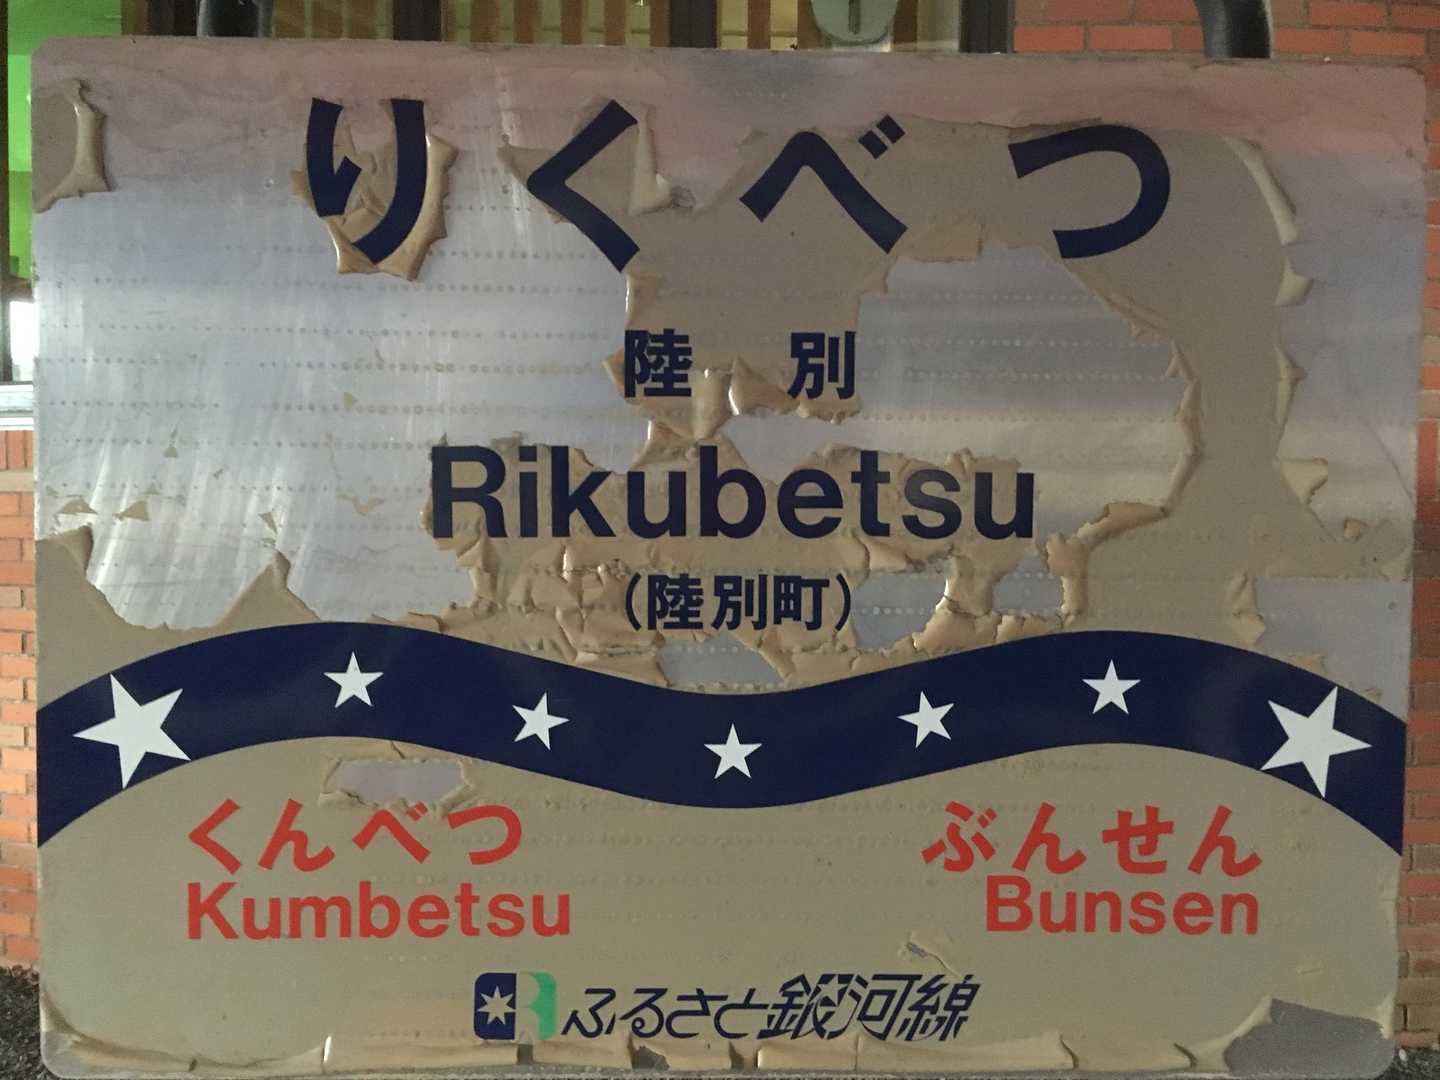 りくべつ
陸別
Rikubetsu
(陸別町)
くんべつ
Kumbetsu
ぶんせん
Bunsen
ふるさと銀河線